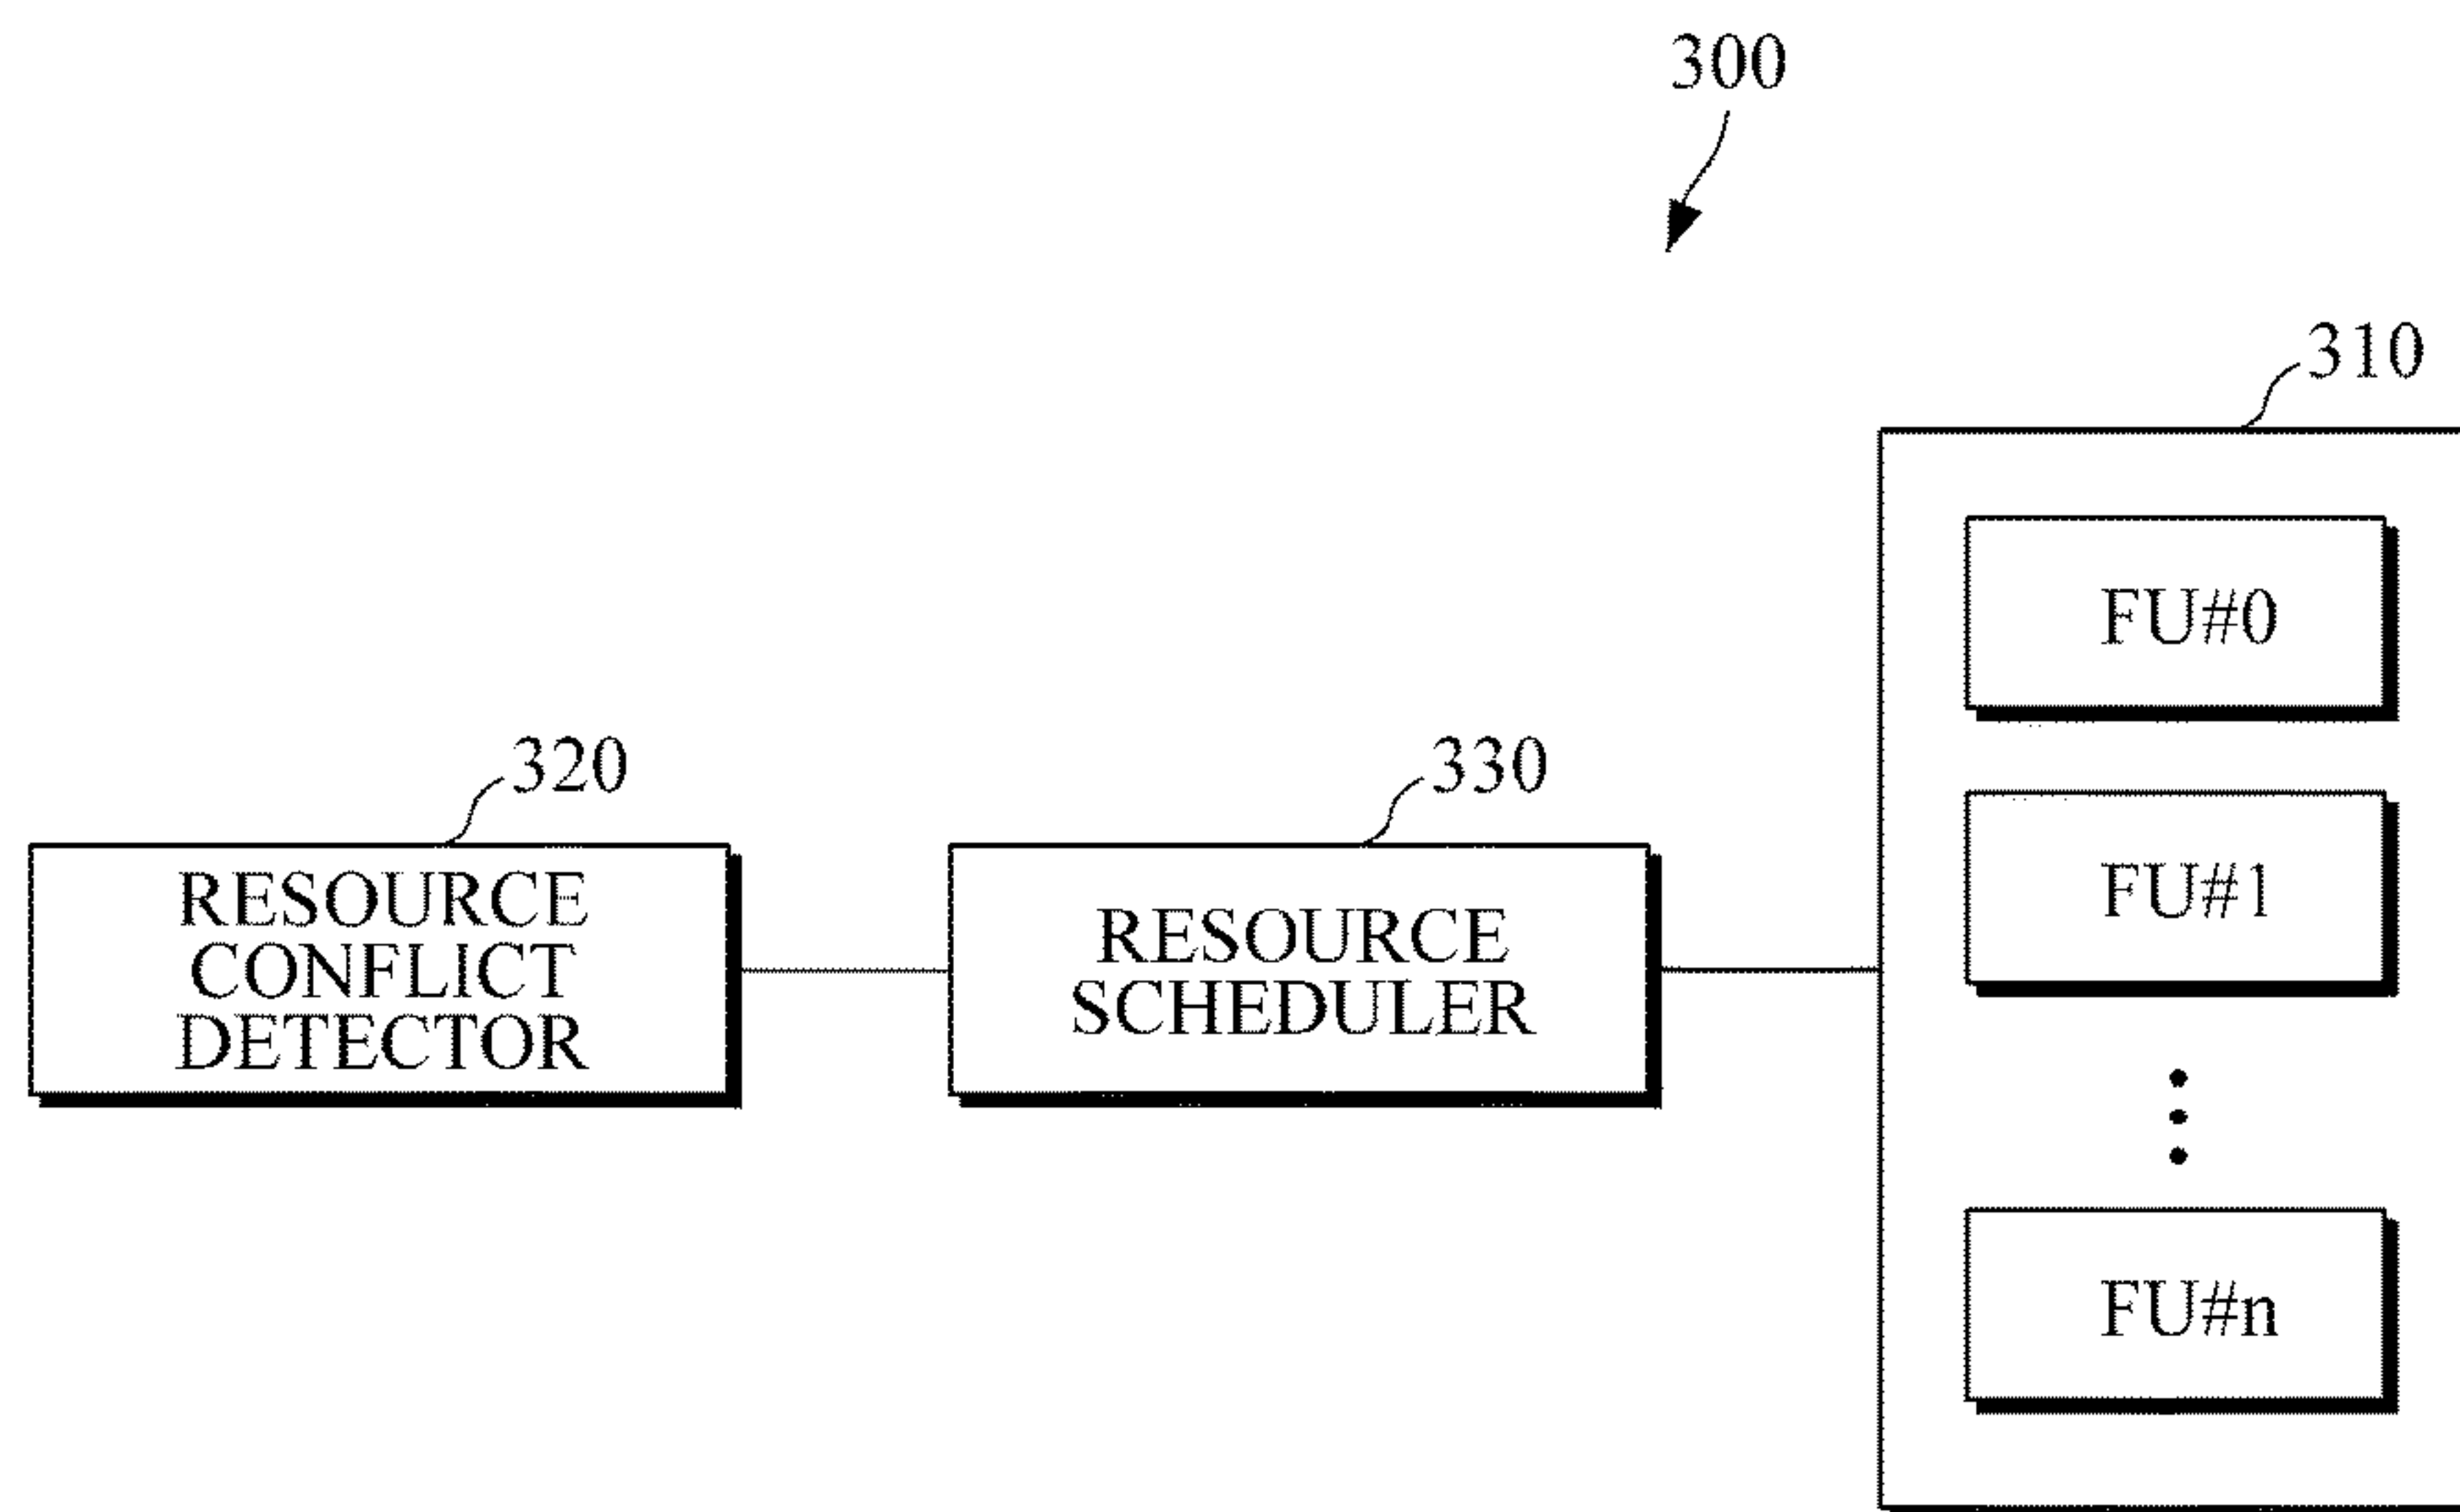 300
310
FU#0
320
330
FU#1
RESOURCE
CONFLICT
DETECTOR
RESOURCE
SCHEDULER
FU#n